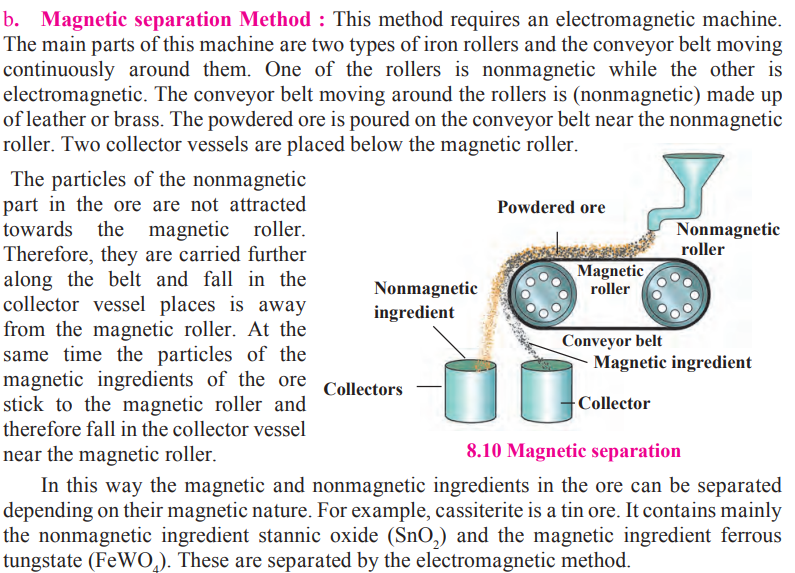 b. Magnetic separation Method : This method requires an electromagnetic machine.
The main parts of this machine are two types of iron rollers and the conveyor belt moving
continuously around them. One of the rollers is nonmagnetic while the other is
electromagnetic. The conveyor belt moving around the rollers is (nonmagnetic) made up
of leather or brass. The powdered ore is poured on the conveyor belt near the nonmagnetic
roller. Two collector vessels are placed below the magnetic roller.
The particles of the nonmagnetic
part in the ore are not attracted
towards the magnetic roller.
Therefore, they are carried further
along the belt and fall in the
collector vessel places is away
from the magnetic roller. At the
same time the particles of the
magnetic ingredients of the ore
stick to the magnetic roller and
therefore fall in the collector vessel
near the magnetic roller.
Powdered ore
Nonmagnetic
roller
Magnetic
roller
Nonmagnetic
ingredient
Conveyor belt
Magnetic ingredient
Collectors
Collector
8.10 Magnetic separation
In this way the magnetic and nonmagnetic ingredients in the ore can be separated
depending on their magnetic nature. For example, cassiterite is a tin ore. It contains mainly
the nonmagnetic ingredient stannic oxide (SnO₂) and the magnetic ingredient ferrous
tungstate (FeWO₄). These are separated by the electromagnetic method.